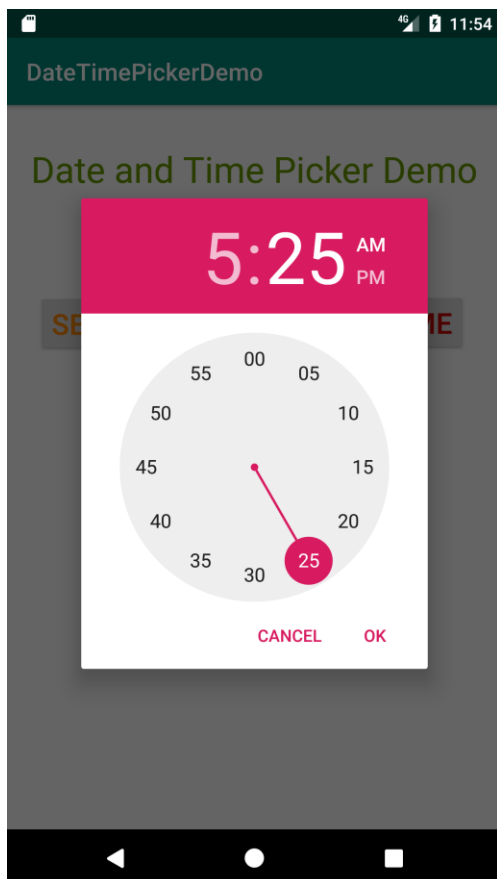 4G 11:54
DateTimePickerDemo
Date and Time Picker Demo
5:25 AM
PM
SE ME
00
55 05
50 10
45 15
40 20
35 25
30
CANCEL OK